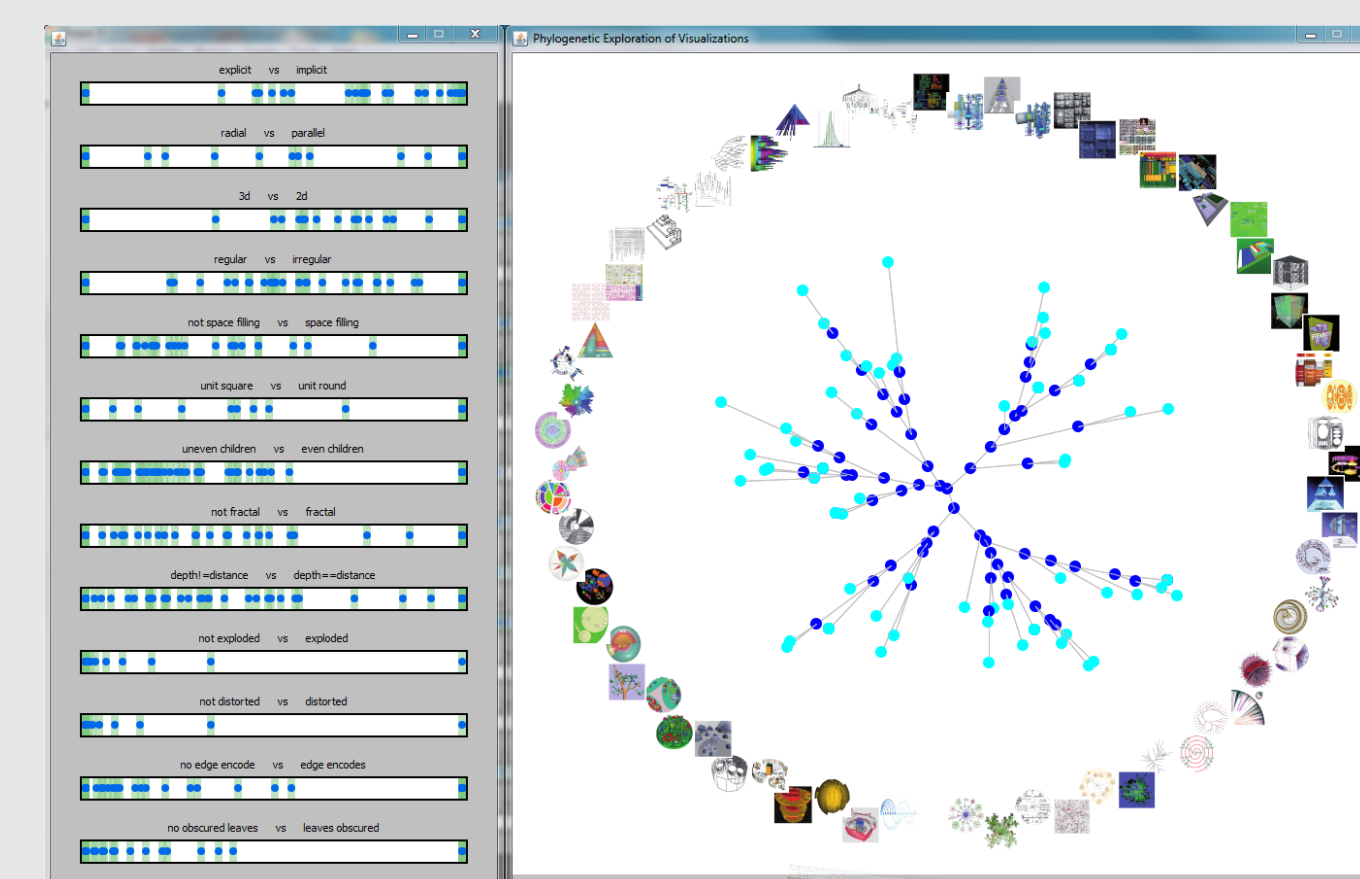 Phylogenetic Exploration of Visualizations
explicit vs implicit
radial vs parallel
3d vs 2d
regular vs irregular
not space filling vs space filling
unit square vs unit round
uneven children vs even children
not fractal vs fractal
depth!=distance vs depth==distance
not exploded vs exploded
not distorted vs distorted
no edge encode vs edge encodes
no obscured leaves vs leaves obscured